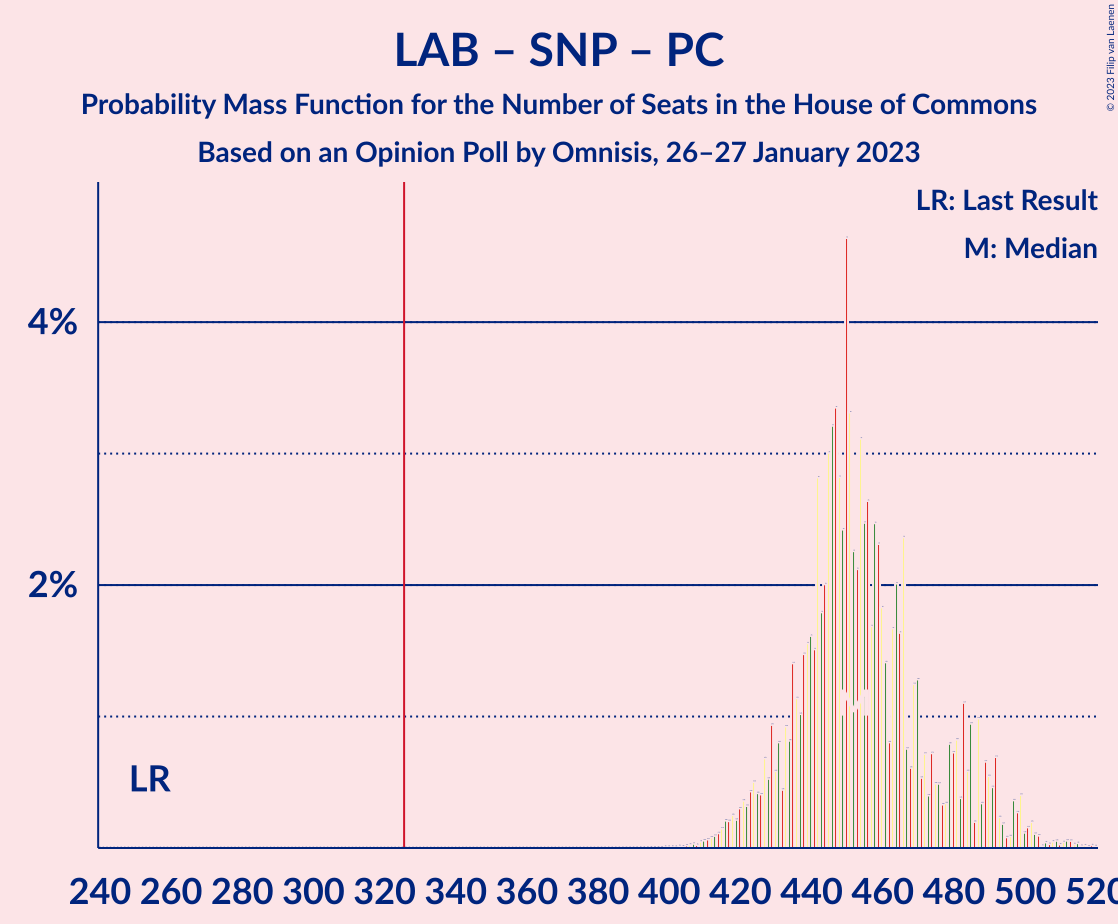 LAB – SNP – PC
Probability Mass Function for the Number of Seats in the House of Commons
Based on an Opinion Poll by Omnisis, 26–27 January 2023
© 2023 Filip van Laenen
LR: Last Result
M: Median
4%
2%
LR
240 260 280 300 320 340 360 380 400 420 440 460 480 500 520